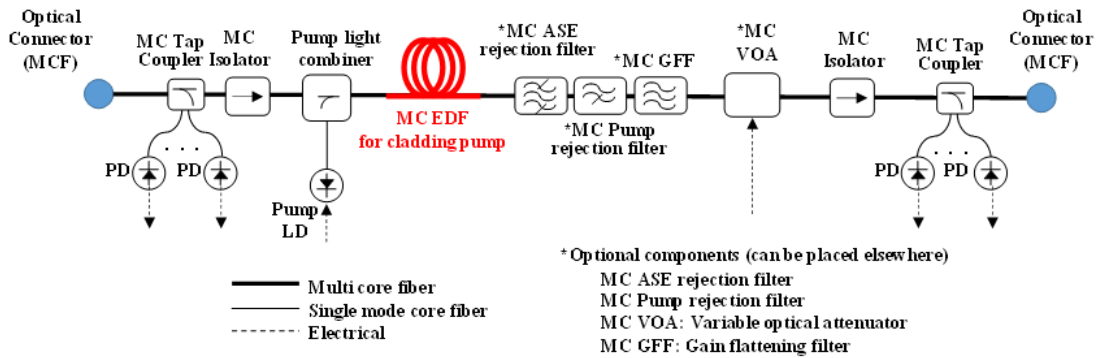 Optical
Connector
(MCF)
MC Tap
Coupler
MC
Isolator
Pump light
combiner
*MC ASE
rejection filter
*MC GFF
*MC
VOA
MC
Isolator
MC Tap
Coupler
Optical
Connector
(MCF)
MC EDF
for cladding pump
*MC Pump
rejection filter
. . .
PD
PD
Pump
LD
. . .
PD
PD
*Optional components (can be placed elsewhere)
MC ASE rejection filter
MC Pump rejection filter
MC VOA: Variable optical attenuator
MC GFF: Gain flattening filter
Multi core fiber
Single mode core fiber
Electrical